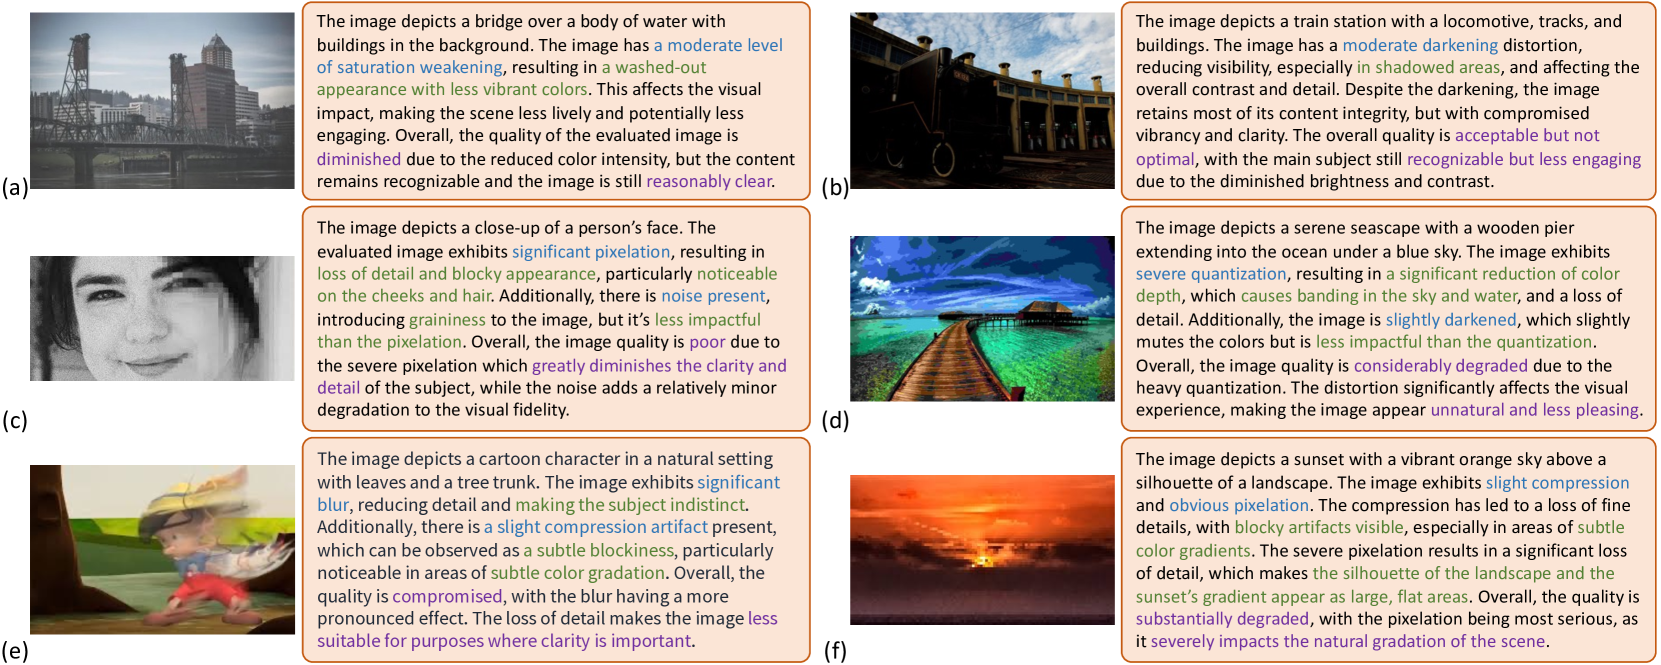 The image depicts a bridge over a body of water with
buildings in the background. The image has a moderate level
of saturation weakening, resulting in a washed-out
appearance with less vibrant colors. This affects the visual
impact, making the scene less lively and potentially less
engaging. Overall, the quality of the evaluated image is
diminished due to the reduced color intensity, but the content
remains recognizable and the image is still reasonably clear.
(a)
The image depicts a train station with a locomotive, tracks, and
buildings. The image has a moderate darkening distortion,
reducing visibility, especially in shadowed areas, and affecting the
overall contrast and detail. Despite the darkening, the image
retains most of its content integrity, but with compromised
vibrancy and clarity. The overall quality is acceptable but not
optimal, with the main subject still recognizable but less engaging
due to the diminished brightness and contrast.
(b)
The image depicts a close-up of a person's face. The
evaluated image exhibits significant pixelation, resulting in
loss of detail and blocky appearance, particularly noticeable
on the cheeks and hair. Additionally, there is noise present,
introducing graininess to the image, but it's less impactful
than the pixelation. Overall, the image quality is poor due to
the severe pixelation which greatly diminishes the clarity and
detail of the subject, while the noise adds a relatively minor
degradation to the visual fidelity.
(c)
The image depicts a serene seascape with a wooden pier
extending into the ocean under a blue sky. The image exhibits
severe quantization, resulting in a significant reduction of color
depth, which causes banding in the sky and water, and a loss of
detail. Additionally, the image is slightly darkened, which slightly
mutes the colors but is less impactful than the quantization.
Overall, the image quality is considerably degraded due to the
heavy quantization. The distortion significantly affects the visual
experience, making the image appear unnatural and less pleasing.
(d)
The image depicts a cartoon character in a natural setting
with leaves and a tree trunk. The image exhibits significant
blur, reducing detail and making the subject indistinct.
Additionally, there is a slight compression artifact present,
which can be observed as a subtle blockiness, particularly
noticeable in areas of subtle color gradation. Overall, the
quality is compromised, with the blur having a more
pronounced effect. The loss of detail makes the image less
suitable for purposes where clarity is important.
(e)
The image depicts a sunset with a vibrant orange sky above a
silhouette of a landscape. The image exhibits slight compression
and obvious pixelation. The compression has led to a loss of fine
details, with blocky artifacts visible, especially in areas of subtle
color gradients. The severe pixelation results in a significant loss
of detail, which makes the silhouette of the landscape and the
sunset's gradient appear as large, flat areas. Overall, the quality is
substantially degraded, with the pixelation being most serious, as
it severely impacts the natural gradation of the scene.
(f)